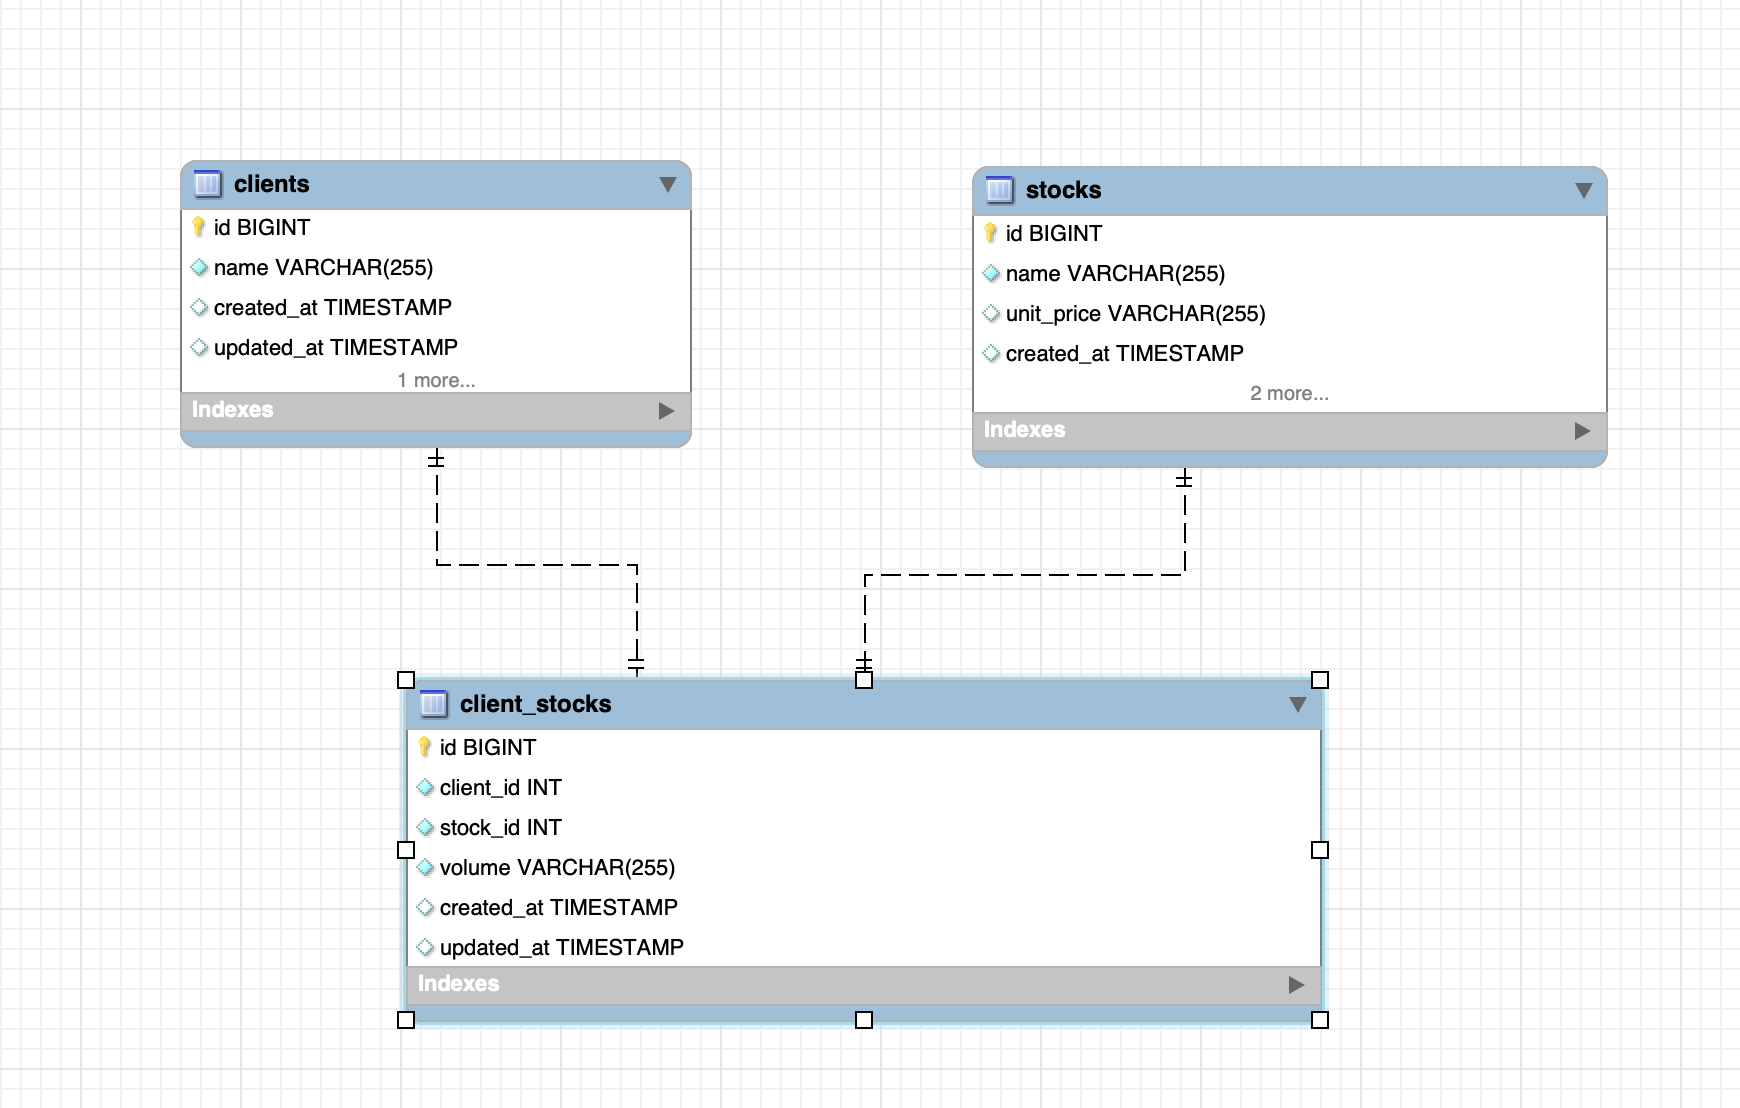 clients
id BIGINT
name VARCHAR(255)
created_at TIMESTAMP
updated_at TIMESTAMP
1 more...
Indexes
stocks
id BIGINT
name VARCHAR(255)
unit_price VARCHAR(255)
created_at TIMESTAMP
2 more...
Indexes
client_stocks
id BIGINT
client_id INT
stock_id INT
volume VARCHAR(255)
created_at TIMESTAMP
updated_at TIMESTAMP
Indexes